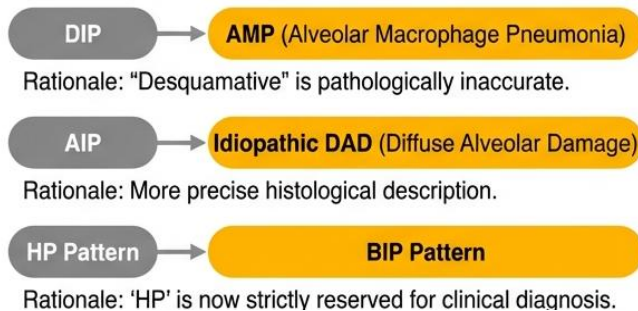 DIP AMP (Alveolar Macrophage Pneumonia)
Rationale: “Desquamative” is pathologically inaccurate.
AIP Idiopathic DAD (Diffuse Alveolar Damage)
Rationale: More precise histological description.
HP Pattern BIP Pattern
Rationale: ‘HP’ is now strictly reserved for clinical diagnosis.